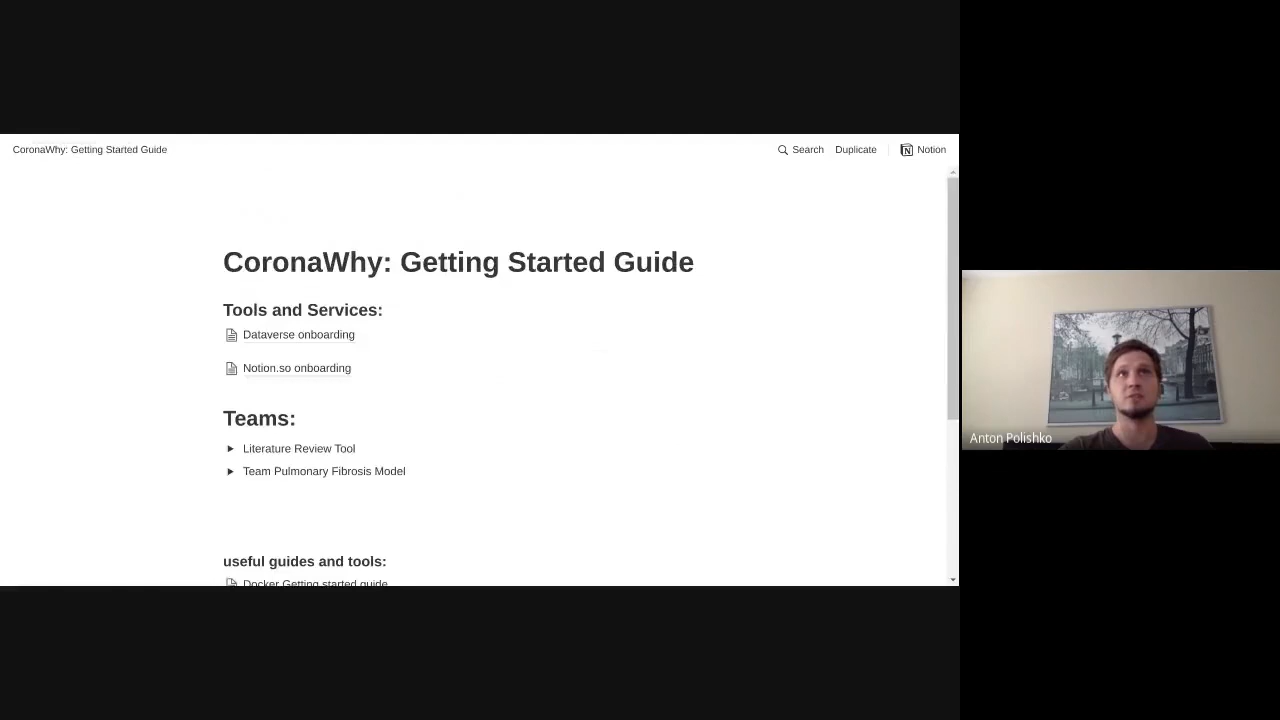 CoronaWhy: Getting Started Guide
Search Duplicate Notion
CoronaWhy: Getting Started Guide
Tools and Services:
Dataverse onboarding
Notion.so onboarding
Teams:
Literature Review Tool
Team Pulmonary Fibrosis Model
useful guides and tools:
Docker Getting started guide
Anton Polishko